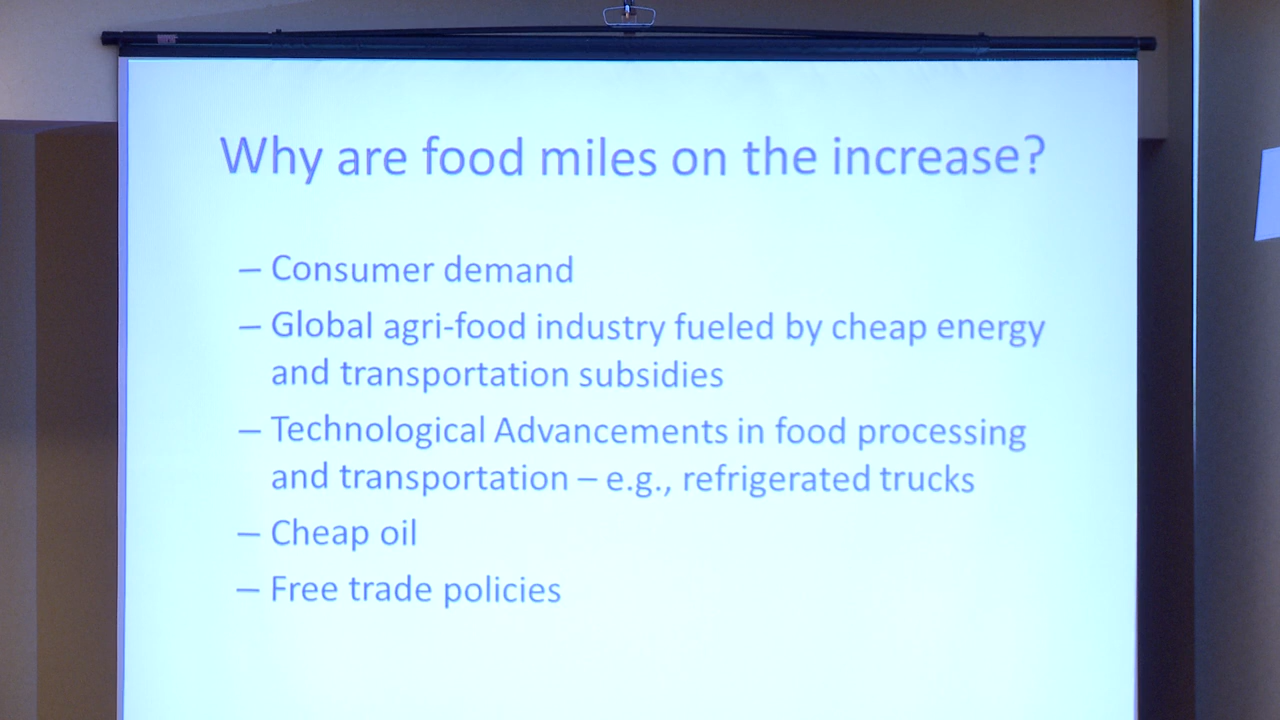 Why are food miles on the increase?
– Consumer demand
– Global agri-food industry fueled by cheap energy
and transportation subsidies
– Technological Advancements in food processing
and transportation – e.g., refrigerated trucks
– Cheap oil
– Free trade policies